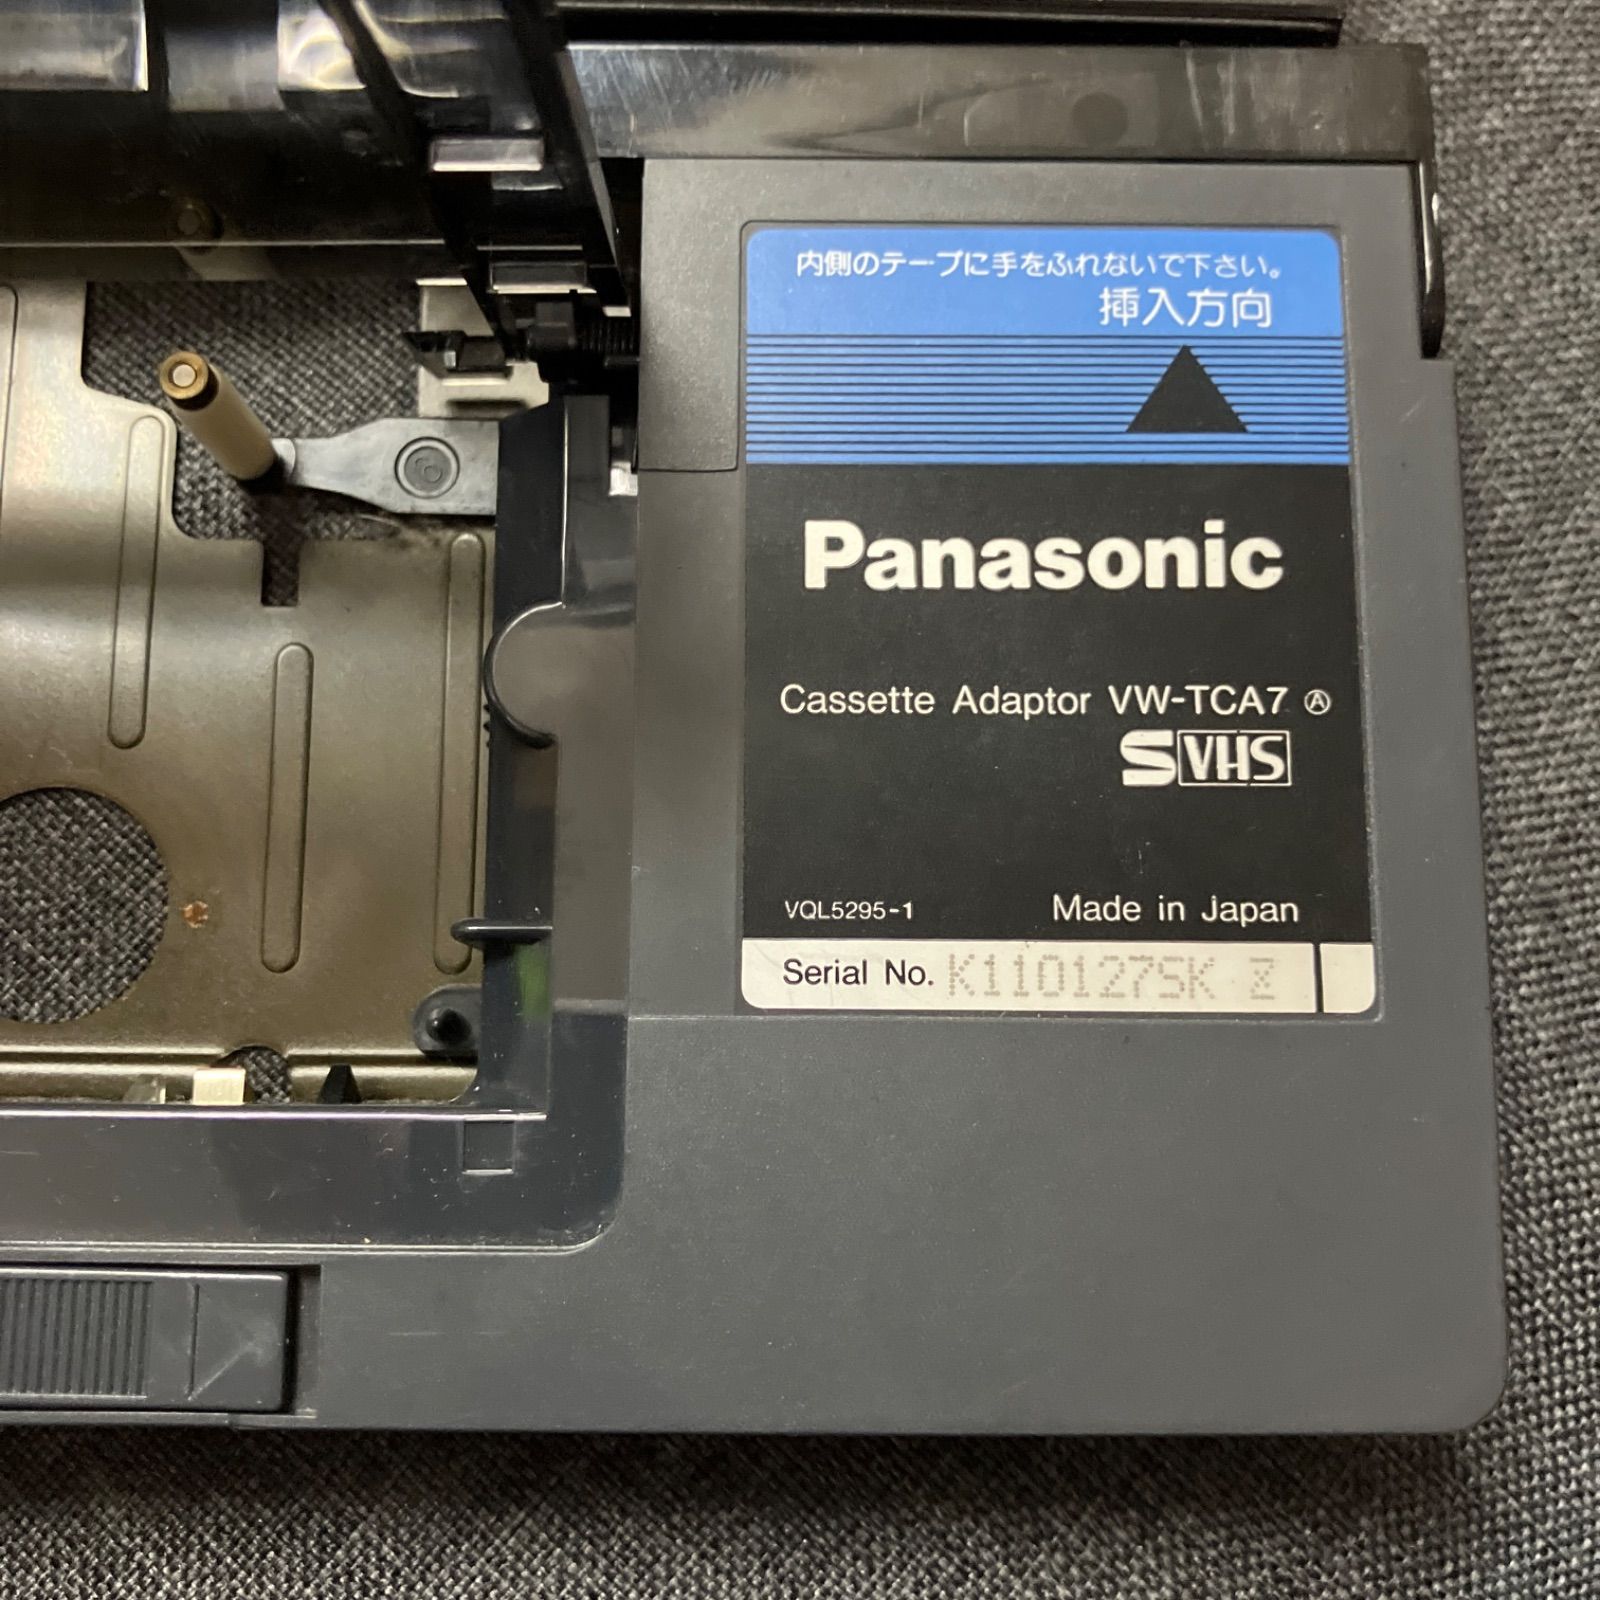 内側のテープに手をふれないで下さい。
挿入方向
Panasonic
Cassette Adaptor VW-TCA7 Ⓐ
S VHS
VQL5295-1 Made in Japan
Serial No. K110127SK Z